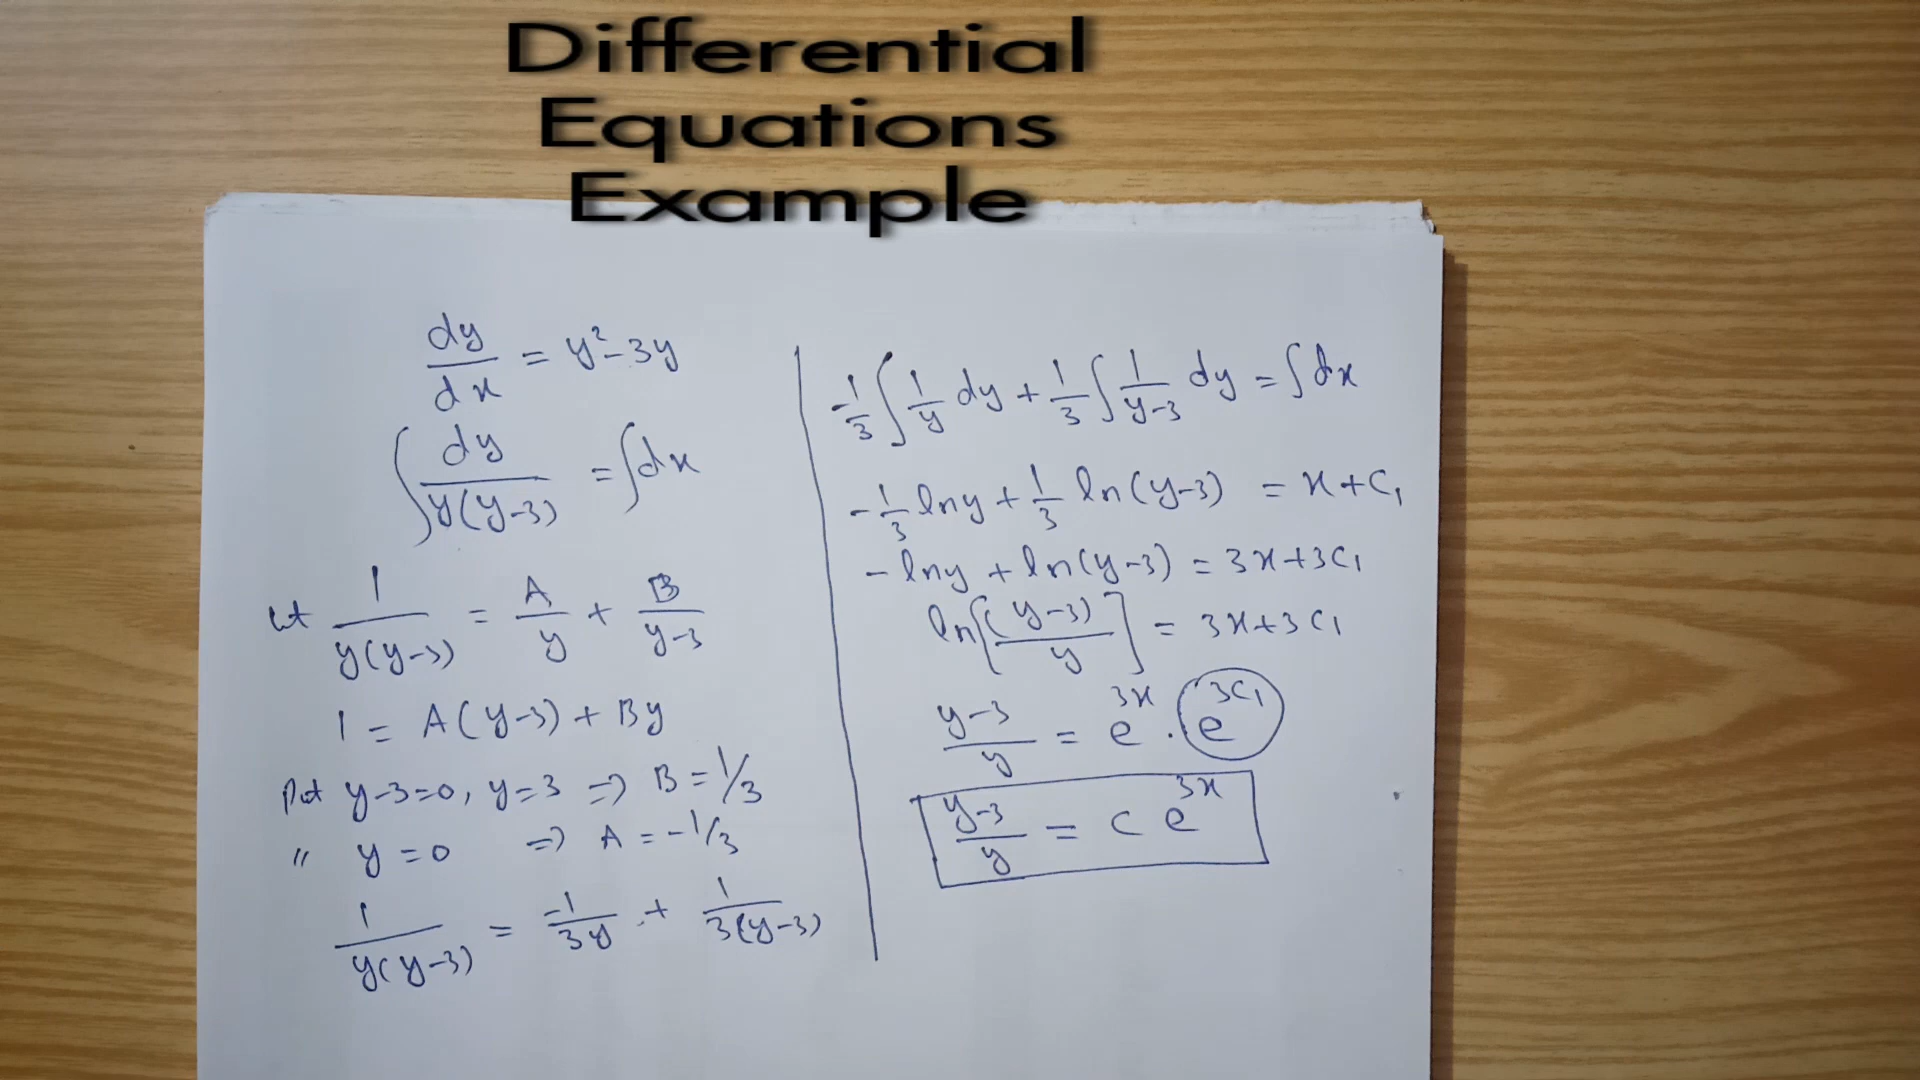 Differential
Equations
Example
dy/dx = y² - 3y
∫ dy/y(y-3) = ∫dx
let 1/y(y-3) = A/y + B/y-3
1 = A(y-3) + By
Put y-3=0, y=3 => B = 1/3
〃 y=0 => A = -1/3
1/y(y-3) = -1/3y + 1/3(y-3)
-1/3 ∫ 1/y dy + 1/3 ∫ 1/y-3 dy = ∫dx
-1/3 lny + 1/3 ln(y-3) = x+C₁
-lny + ln(y-3) = 3x+3C₁
ln[(y-3)/y] = 3x+3C₁
y-3/y = e³ˣ . e³ᶜ¹
y-3/y = c e³ˣ